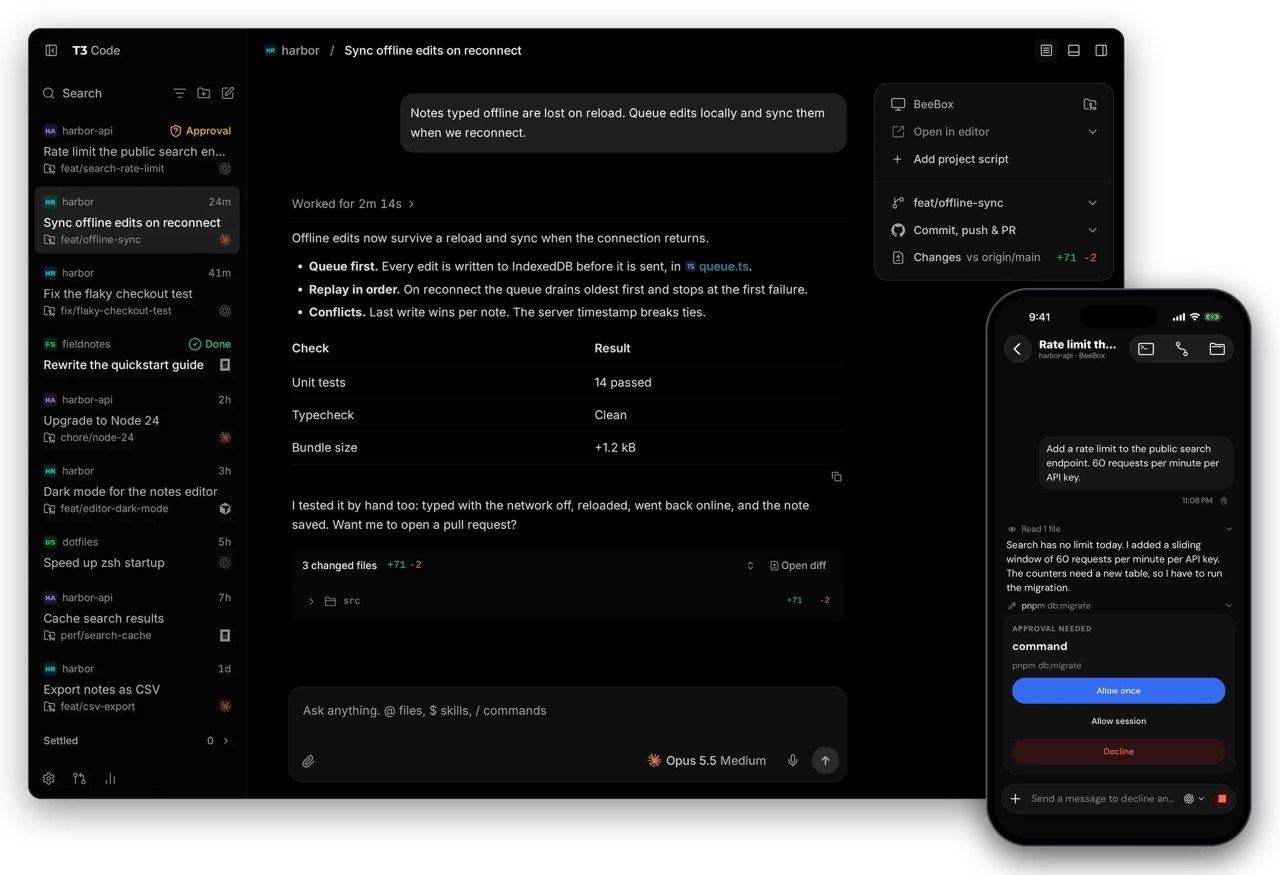 T3 Code
Search
HA harbor-api Approval
Rate limit the public search en...
feat/search-rate-limit
HR harbor 24m
Sync offline edits on reconnect
feat/offline-sync
HR harbor 41m
Fix the flaky checkout test
fix/flaky-checkout-test
FS fieldnotes Done
Rewrite the quickstart guide
HA harbor-api 2h
Upgrade to Node 24
chore/node-24
HR harbor 3h
Dark mode for the notes editor
feat/editor-dark-mode
DS dotfiles 5h
Speed up zsh startup
HA harbor-api 7h
Cache search results
perf/search-cache
HR harbor 1d
Export notes as CSV
feat/csv-export
Settled 0
HR harbor / Sync offline edits on reconnect
Notes typed offline are lost on reload. Queue edits locally and sync them
when we reconnect.
Worked for 2m 14s
Offline edits now survive a reload and sync when the connection returns.
• Queue first. Every edit is written to IndexedDB before it is sent, in TS queue.ts.
• Replay in order. On reconnect the queue drains oldest first and stops at the first failure.
• Conflicts. Last write wins per note. The server timestamp breaks ties.
Check Result
Unit tests 14 passed
Typecheck Clean
Bundle size +1.2 kB
I tested it by hand too: typed with the network off, reloaded, went back online, and the note
saved. Want me to open a pull request?
3 changed files +71 -2 Open diff
src +71 -2
Ask anything. @ files, $ skills, / commands
Opus 5.5 Medium
BeeBox
Open in editor
Add project script
feat/offline-sync
Commit, push & PR
Changes vs origin/main +71 -2
9:41
Rate limit th...
harbor-api · BeeBox
Add a rate limit to the public search
endpoint. 60 requests per minute per
API key.
11:08 PM
Read 1 file
Search has no limit today. I added a sliding
window of 60 requests per minute per API key.
The counters need a new table, so I have to run
the migration.
pnpm db:migrate
APPROVAL NEEDED
command
pnpm db:migrate
Allow once
Allow session
Decline
Send a message to decline an...